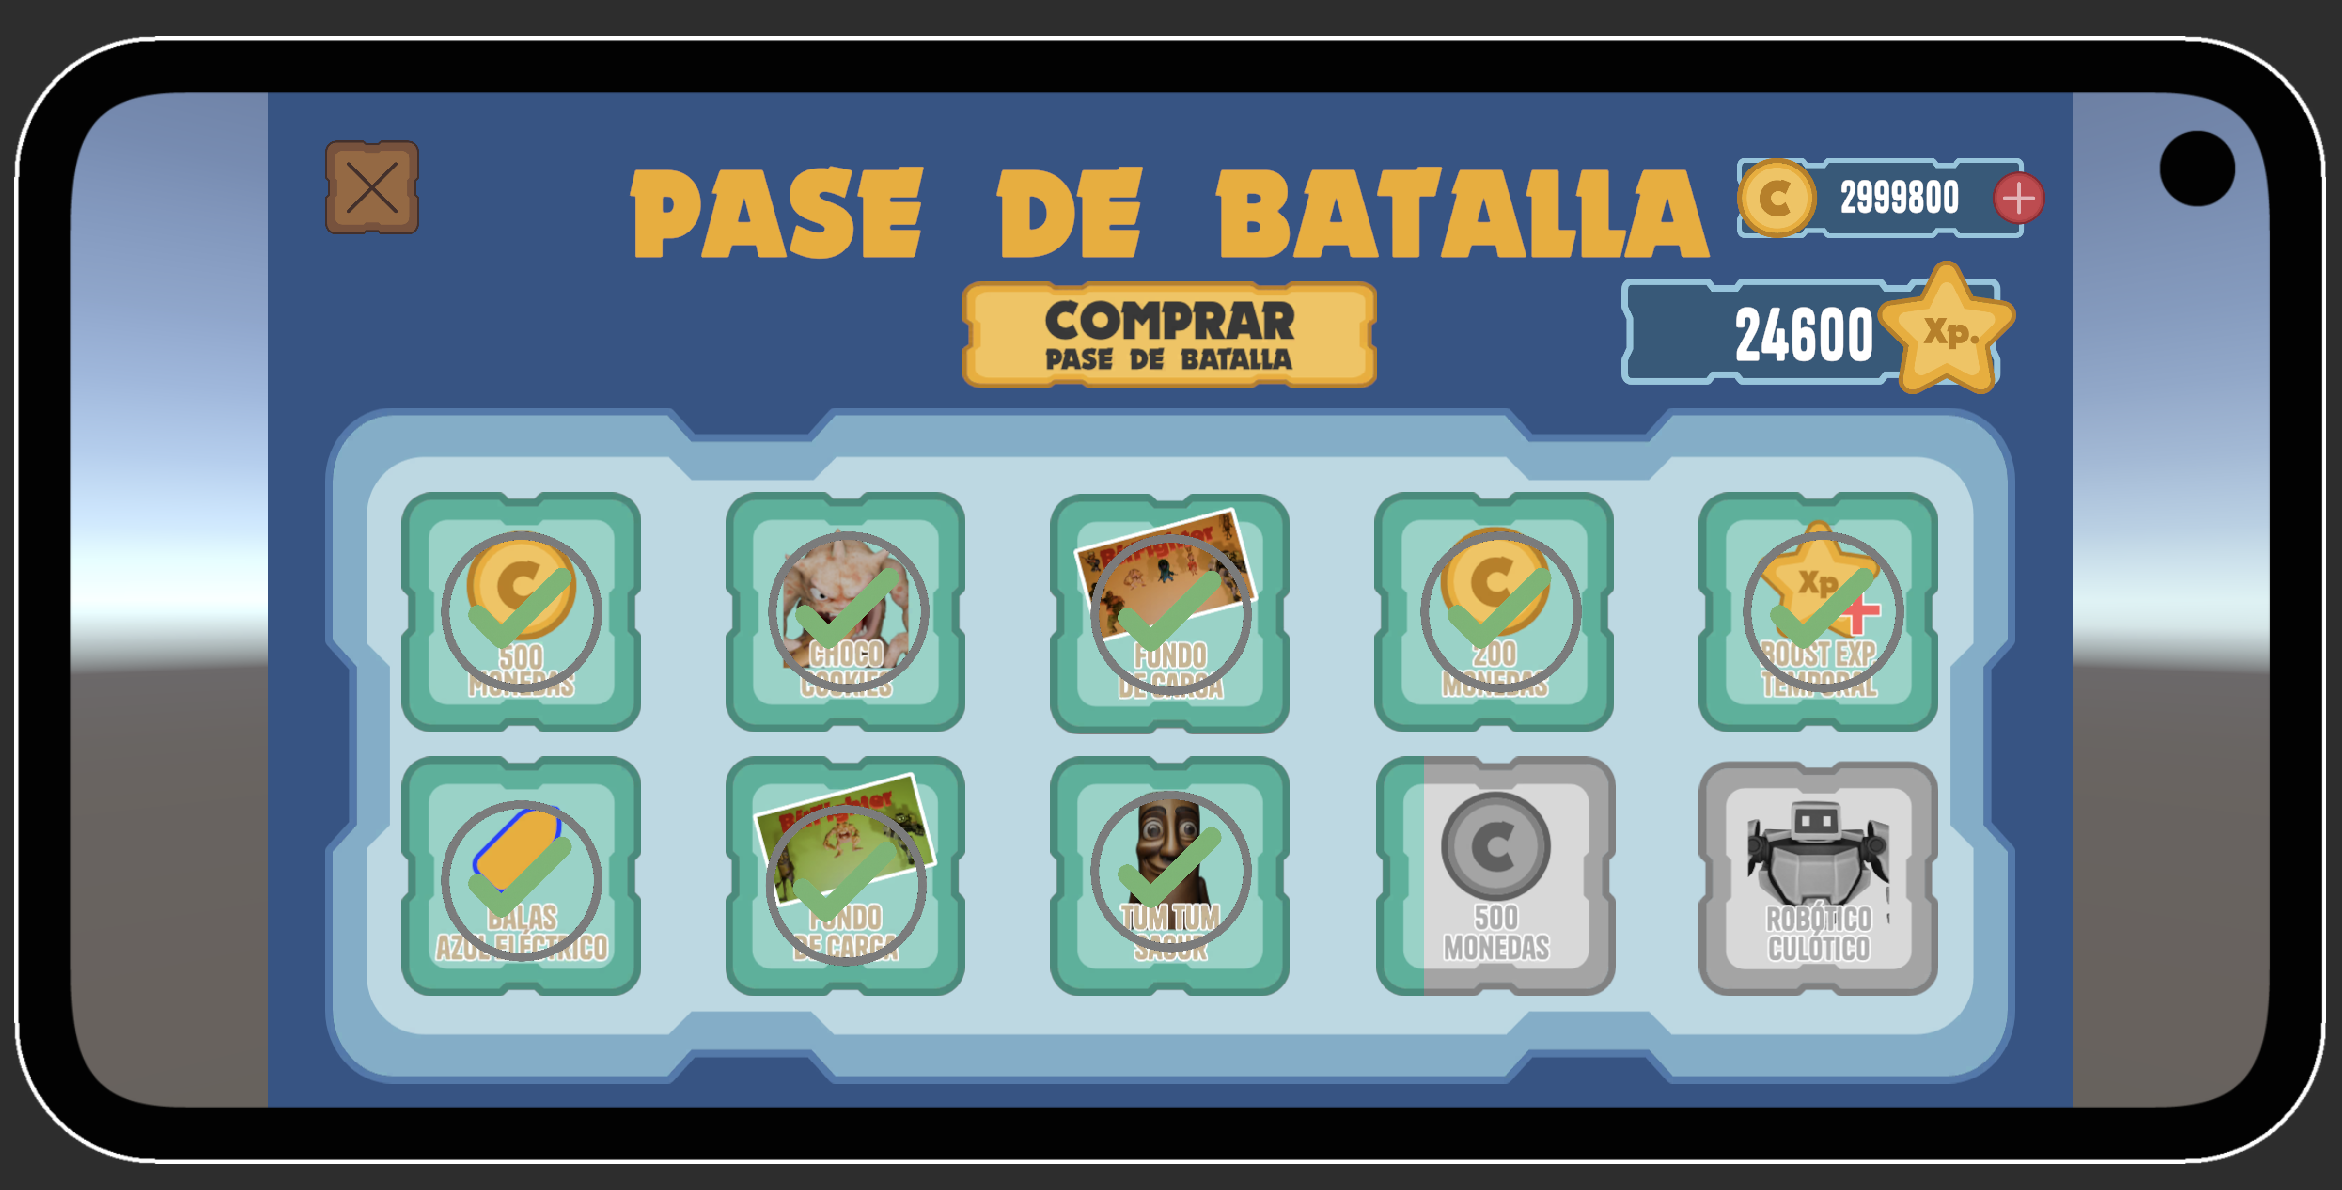 PASE DE BATALLA
C
2999800
COMPRAR
PASE DE BATALLA
24600
Xp.
C
500
MONEDAS
CHOCO
COOKIES
FONDO
DE CARGA
C
200
MONEDAS
Xp
BOOST EXP.
TEMPORAL
BALAS
AZUL ELÉCTRICO
FONDO
DE CARGA
TUM TUM
SAHUR
C
500
MONEDAS
ROBÓTICO
CULÓTICO